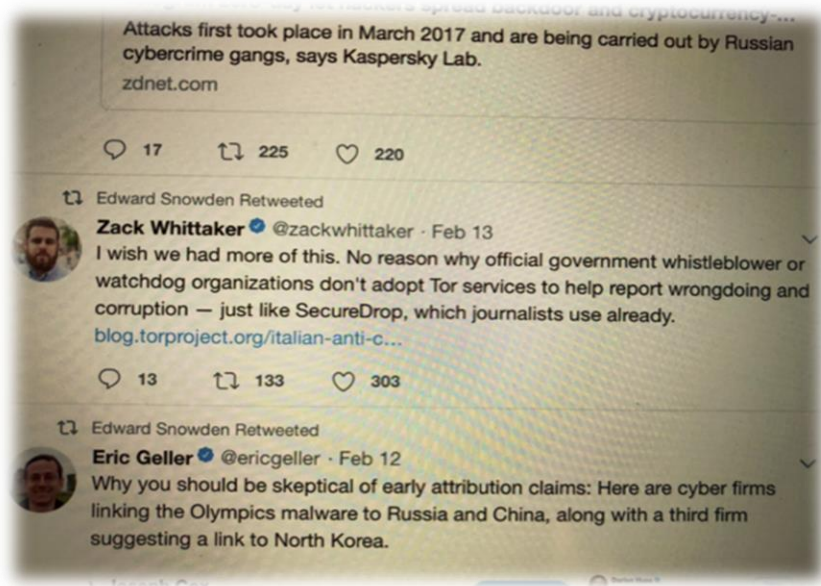 backdoor and cryptocurrency-...
Attacks first took place in March 2017 and are being carried out by Russian
cybercrime gangs, says Kaspersky Lab.
zdnet.com
17 225 220
Edward Snowden Retweeted
Zack Whittaker @zackwhittaker · Feb 13
I wish we had more of this. No reason why official government whistleblower or
watchdog organizations don't adopt Tor services to help report wrongdoing and
corruption — just like SecureDrop, which journalists use already.
blog.torproject.org/italian-anti-c...
13 133 303
Edward Snowden Retweeted
Eric Geller @ericgeller · Feb 12
Why you should be skeptical of early attribution claims: Here are cyber firms
linking the Olympics malware to Russia and China, along with a third firm
suggesting a link to North Korea.